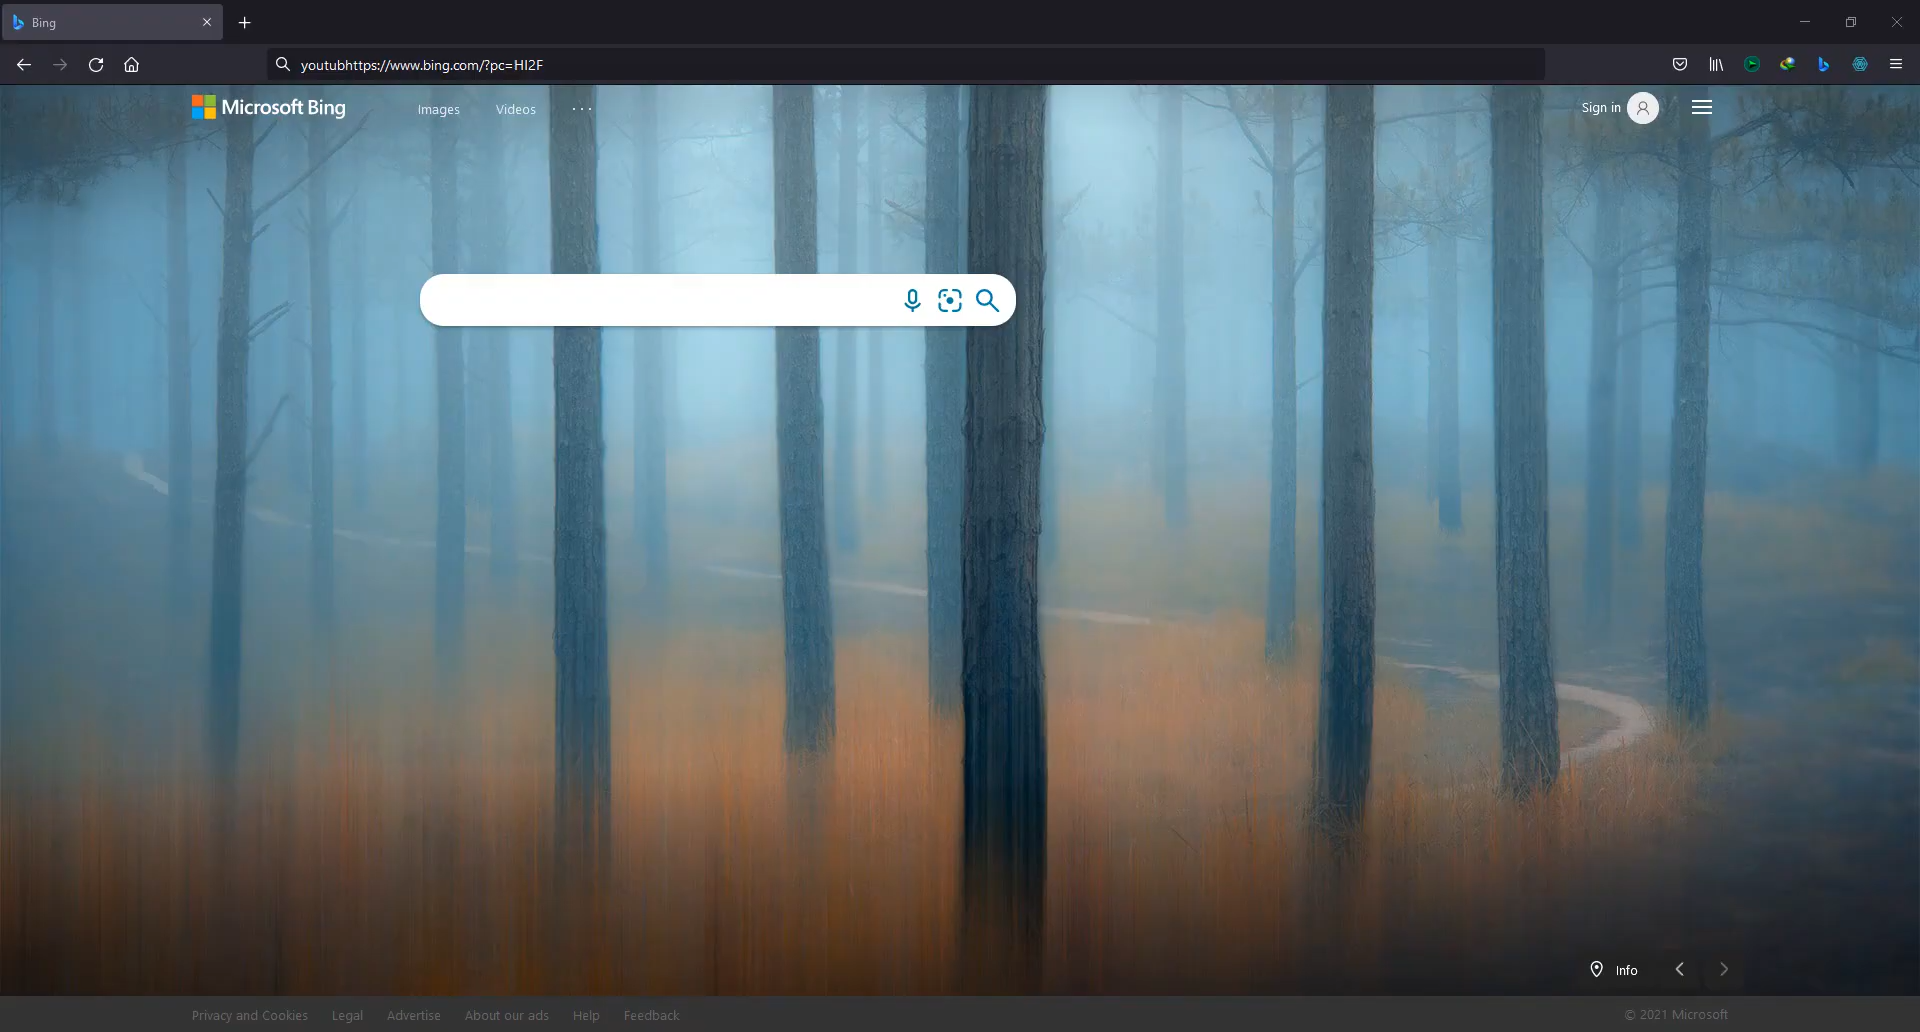 Bing
youtubhttps://www.bing.com/?pc=HI2F
Microsoft Bing
Images
Videos
...
Sign in
Info
Privacy and Cookies
Legal
Advertise
About our ads
Help
Feedback
© 2021 Microsoft